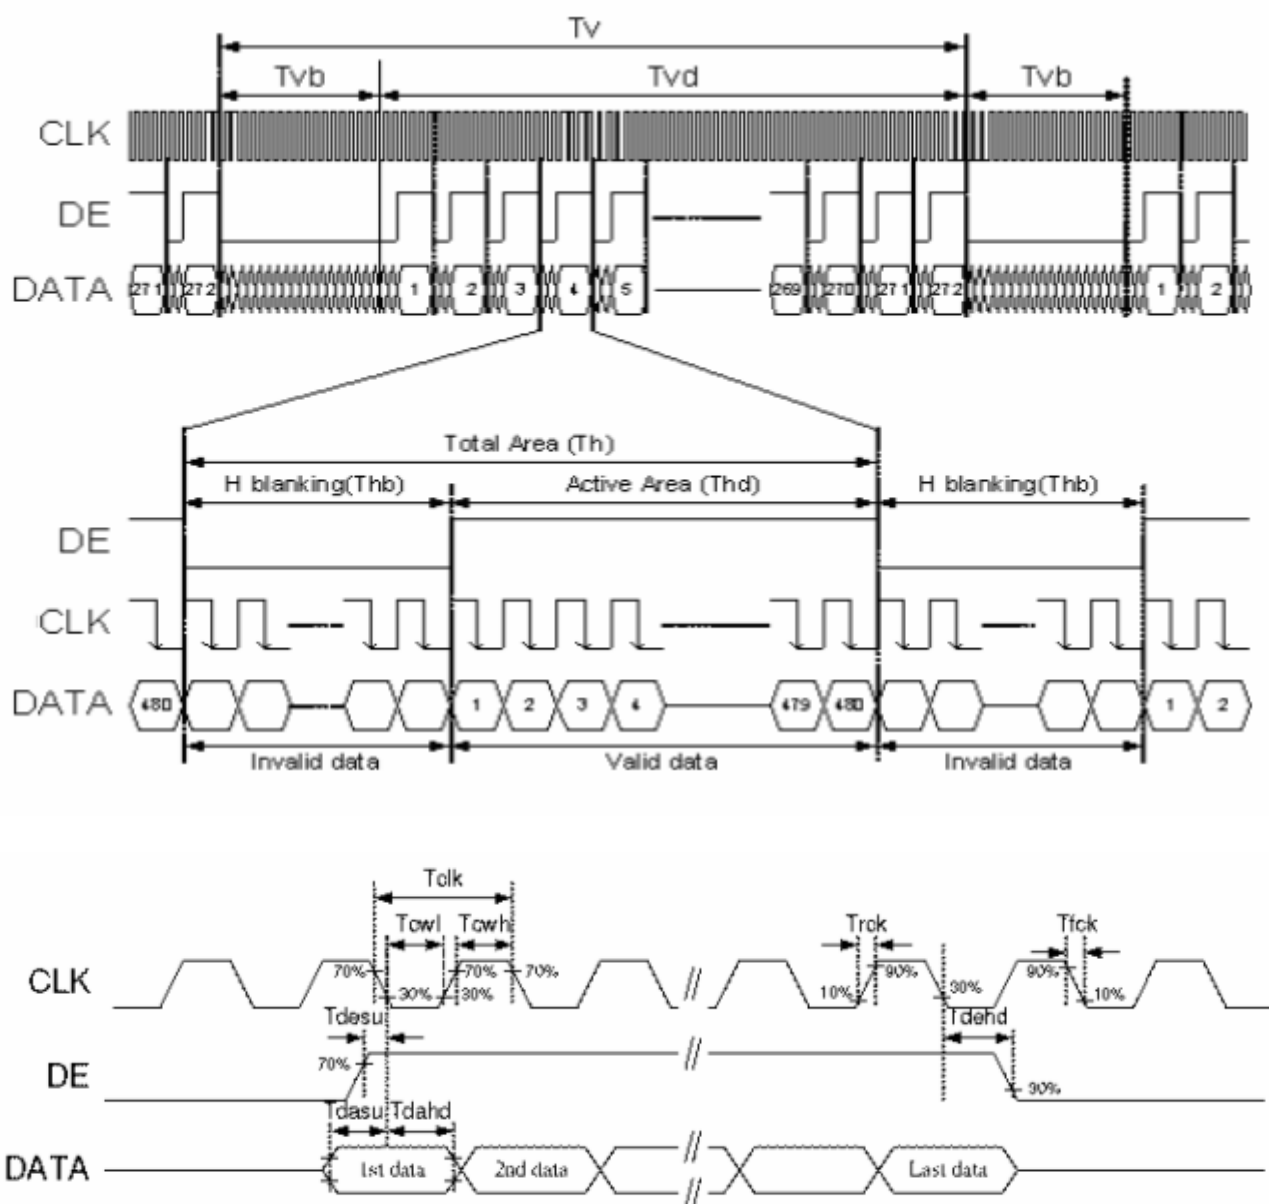 Tv
Tvb Tvd Tvb
CLK
DE
DATA 271 272 1 2 3 4 5 269 270 271 272 1 2
Total Area (Th)
H blanking(Thb) Active Area (Thd) H blanking(Thb)
DE
CLK
DATA 480 1 2 3 4 479 480 1 2
Invalid data Valid data Invalid data
Tclk
Tcwl Tcwh Trck Tfck
CLK 70% 70% 70% 90% 30% 90%
30% 30% 10% 10%
Tdesu Tdehd
DE 70% 30%
Tdasu Tdahd
DATA 1st data 2nd data Last data